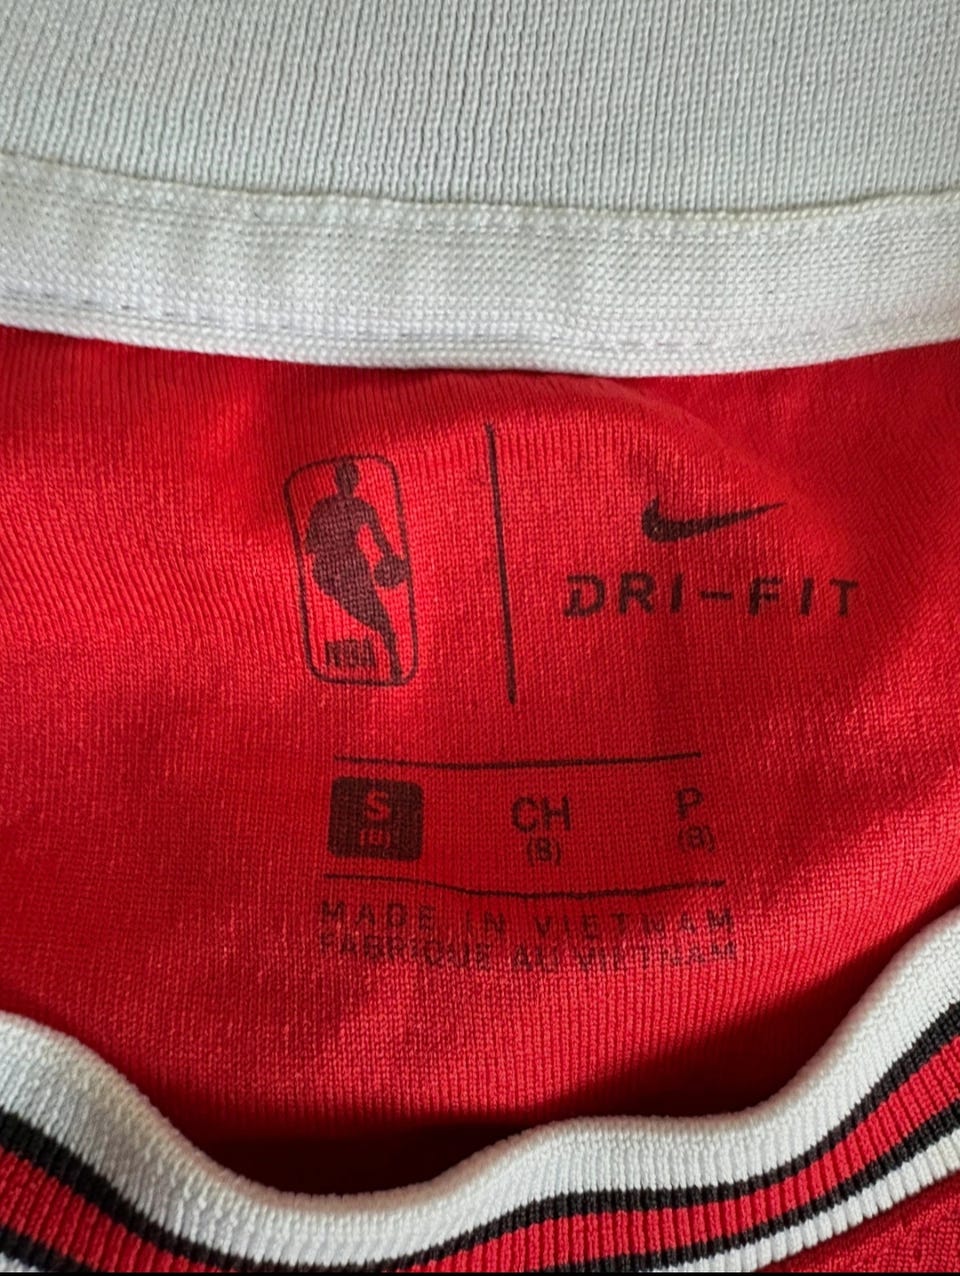 NBA
DRI-FIT
S CH P
(8) (8) (8)
MADE IN VIETNAM
FABRIQUE AU VIETNAM